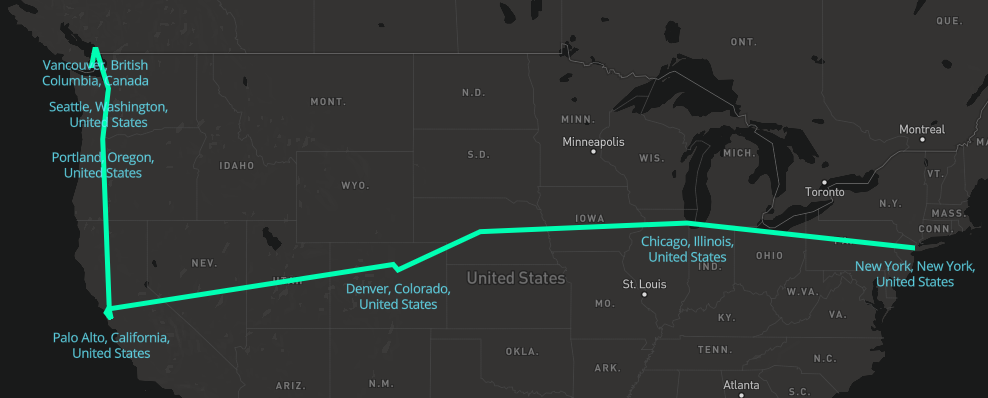 QUE.
ONT.
Vancouver, British
Columbia, Canada
MONT.
N.D.
Seattle, Washington,
United States
MINN.
Minneapolis
Montreal
Portland, Oregon,
United States
IDAHO
S.D.
WIS.
MICH.
VT.
WYO.
Toronto
N.Y.
MASS.
CONN.
IOWA
Chicago, Illinois,
United States
IND.
OHIO
NEV.
UTAH
Denver, Colorado,
United States
United States
St. Louis
New York, New York,
United States
MO.
W.VA.
VA.
KY.
Palo Alto, California,
United States
OKLA.
TENN.
N.C.
ARK.
ARIZ.
N.M.
Atlanta
S.C.